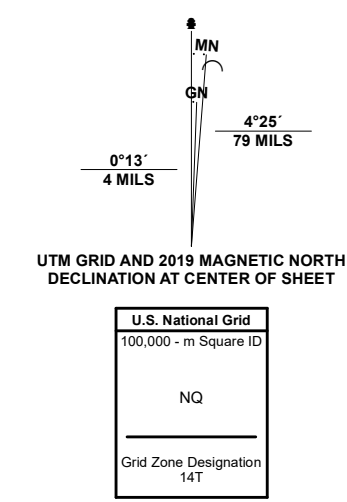 MN
GN
4°25´
79 MILS
0°13´
4 MILS
UTM GRID AND 2019 MAGNETIC NORTH
DECLINATION AT CENTER OF SHEET
U.S. National Grid
100,000 - m Square ID
NQ
Grid Zone Designation
14T